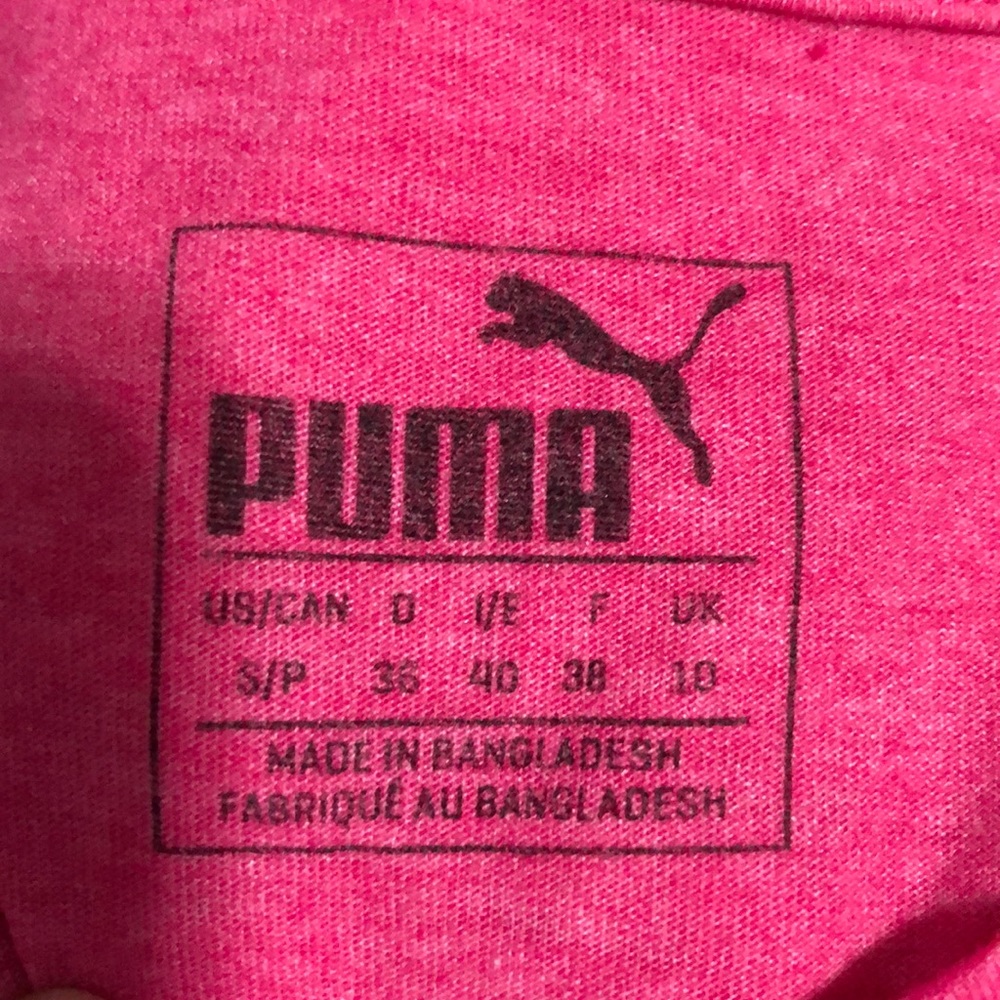 PUMA
US/CAN D I/E F UK
S/P 36 40 38 10
MADE IN BANGLADESH
FABRIQUÉ AU BANGLADESH